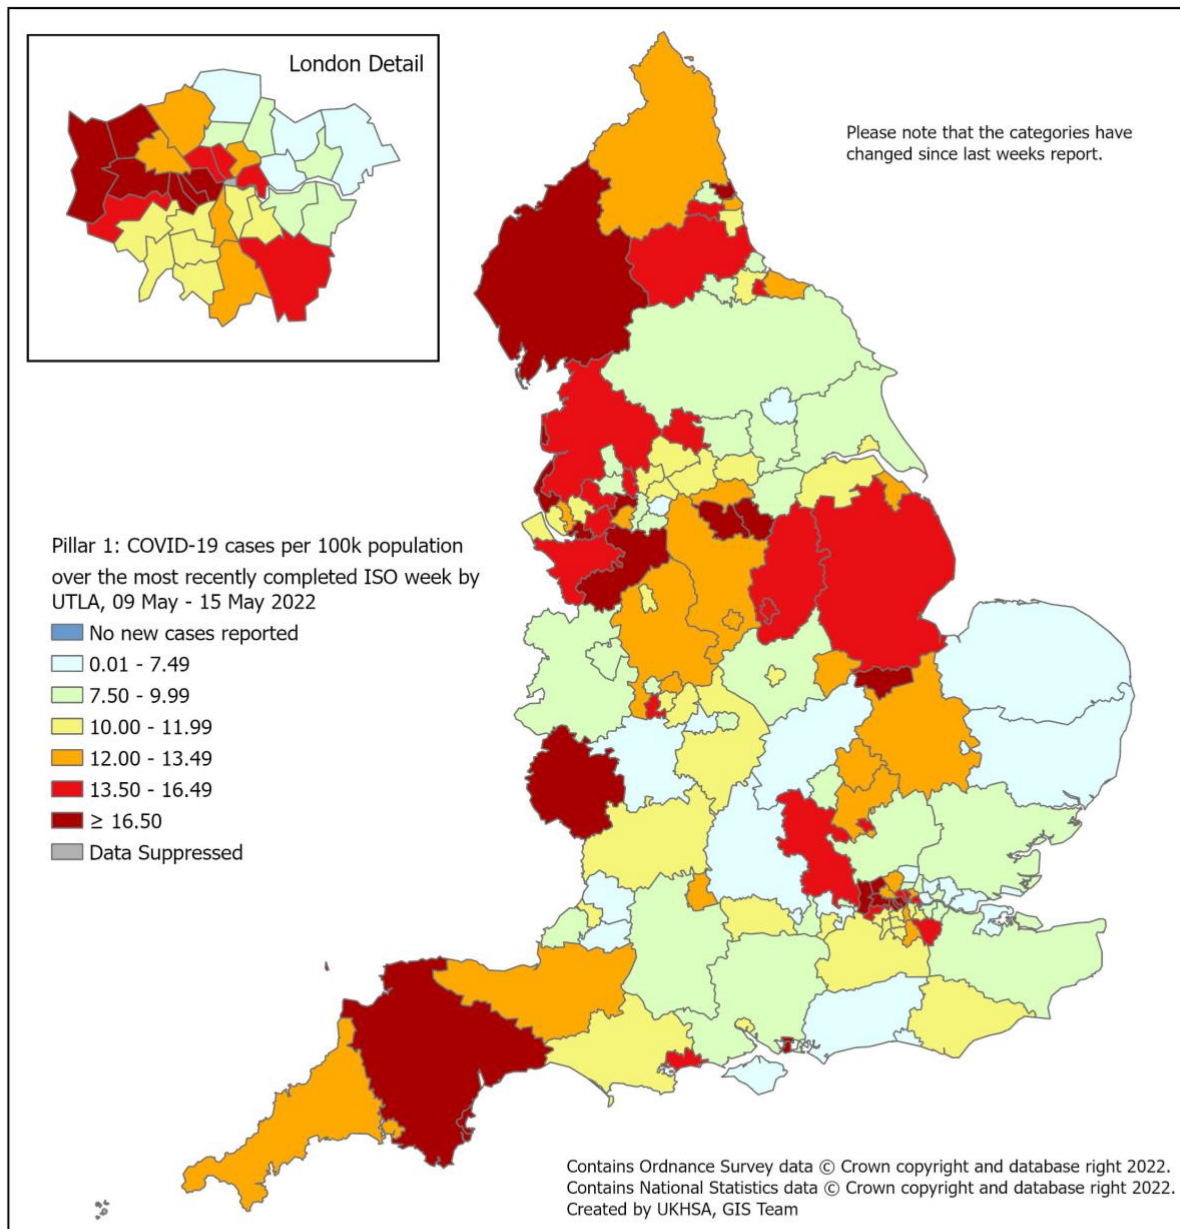 London Detail
Please note that the categories have
changed since last weeks report.
Pillar 1: COVID-19 cases per 100k population
over the most recently completed ISO week by
UTLA, 09 May - 15 May 2022
No new cases reported
0.01 - 7.49
7.50 - 9.99
10.00 - 11.99
12.00 - 13.49
13.50 - 16.49
≥ 16.50
Data Suppressed
Contains Ordnance Survey data © Crown copyright and database right 2022.
Contains National Statistics data © Crown copyright and database right 2022.
Created by UKHSA, GIS Team